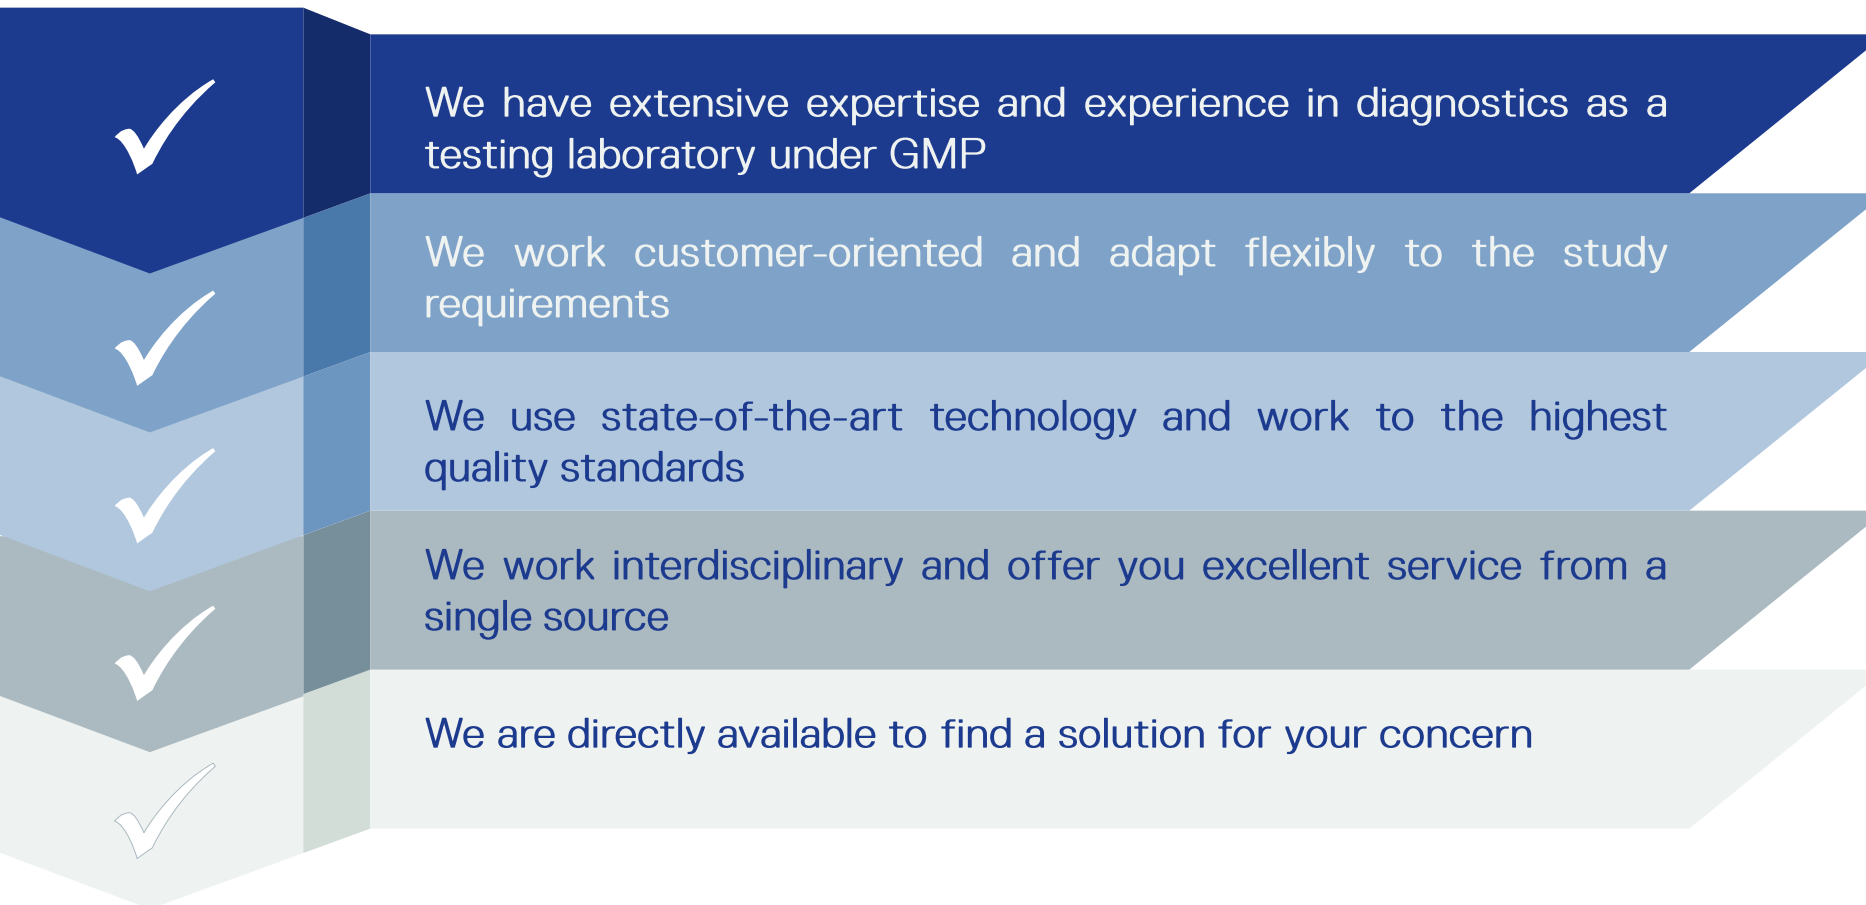 We have extensive expertise and experience in diagnostics as a
testing laboratory under GMP
We work customer-oriented and adapt flexibly to the study
requirements
We use state-of-the-art technology and work to the highest
quality standards
We work interdisciplinary and offer you excellent service from a
single source
We are directly available to find a solution for your concern